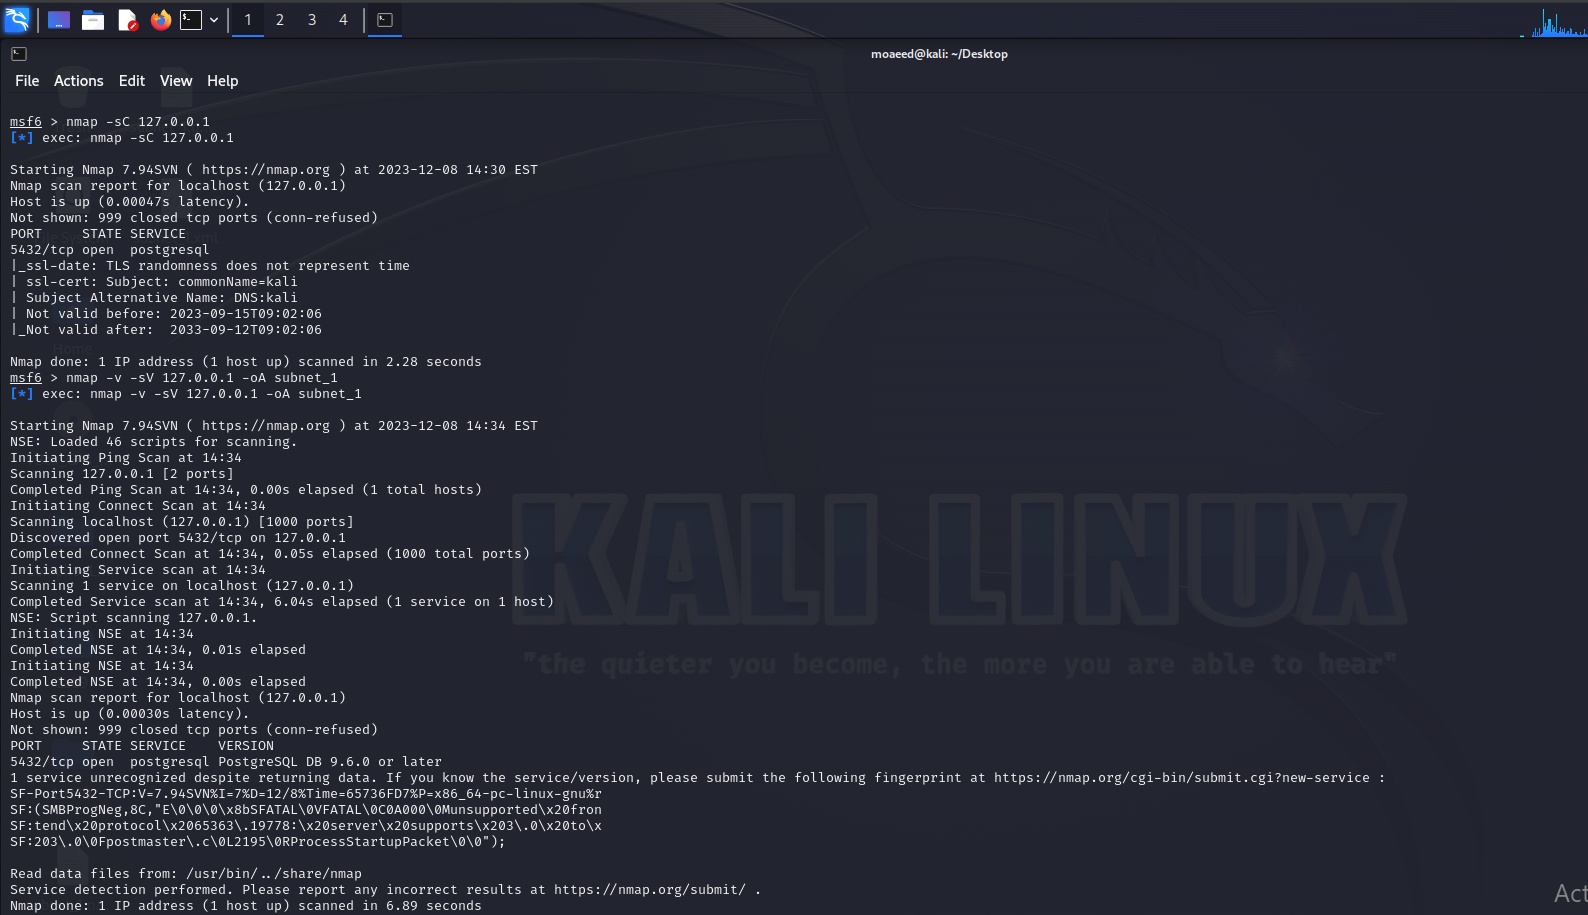 1 2 3 4
moaeed@kali: ~/Desktop
File Actions Edit View Help
msf6 > nmap -sC 127.0.0.1
[*] exec: nmap -sC 127.0.0.1
Starting Nmap 7.94SVN ( https://nmap.org ) at 2023-12-08 14:30 EST
Nmap scan report for localhost (127.0.0.1)
Host is up (0.00047s latency).
Not shown: 999 closed tcp ports (conn-refused)
PORT     STATE SERVICE
5432/tcp open  postgresql
|_ssl-date: TLS randomness does not represent time
| ssl-cert: Subject: commonName=kali
| Subject Alternative Name: DNS:kali
| Not valid before: 2023-09-15T09:02:06
|_Not valid after:  2033-09-12T09:02:06
Home
Nmap done: 1 IP address (1 host up) scanned in 2.28 seconds
msf6 > nmap -v -sV 127.0.0.1 -oA subnet_1
[*] exec: nmap -v -sV 127.0.0.1 -oA subnet_1
Starting Nmap 7.94SVN ( https://nmap.org ) at 2023-12-08 14:34 EST
NSE: Loaded 46 scripts for scanning.
Initiating Ping Scan at 14:34
Scanning 127.0.0.1 [2 ports]
Completed Ping Scan at 14:34, 0.00s elapsed (1 total hosts)
Initiating Connect Scan at 14:34
Scanning localhost (127.0.0.1) [1000 ports]
Discovered open port 5432/tcp on 127.0.0.1
Completed Connect Scan at 14:34, 0.05s elapsed (1000 total ports)
Initiating Service scan at 14:34
Scanning 1 service on localhost (127.0.0.1)
Completed Service scan at 14:34, 6.04s elapsed (1 service on 1 host)
NSE: Script scanning 127.0.0.1.
Initiating NSE at 14:34
Completed NSE at 14:34, 0.01s elapsed
Initiating NSE at 14:34
Completed NSE at 14:34, 0.00s elapsed
Nmap scan report for localhost (127.0.0.1)
Host is up (0.00030s latency).
Not shown: 999 closed tcp ports (conn-refused)
PORT     STATE SERVICE    VERSION
5432/tcp open  postgresql PostgreSQL DB 9.6.0 or later
1 service unrecognized despite returning data. If you know the service/version, please submit the following fingerprint at https://nmap.org/cgi-bin/submit.cgi?new-service :
SF-Port5432-TCP:V=7.94SVN%I=7%D=12/8%Time=65736FD7%P=x86_64-pc-linux-gnu%r
SF:(SMBProgNeg,8C,"E\0\0\0\x8bSFATAL\0VFATAL\0C0A000\0Munsupported\x20fron
SF:tend\x20protocol\x2065363\.19778:\x20server\x20supports\x203\.0\x20to\x
SF:203\.0\0Fpostmaster\.c\0L2195\0RProcessStartupPacket\0\0");
Read data files from: /usr/bin/../share/nmap
Service detection performed. Please report any incorrect results at https://nmap.org/submit/ .
Nmap done: 1 IP address (1 host up) scanned in 6.89 seconds
KALI LINUX
"the quieter you become, the more you are able to hear"
Act